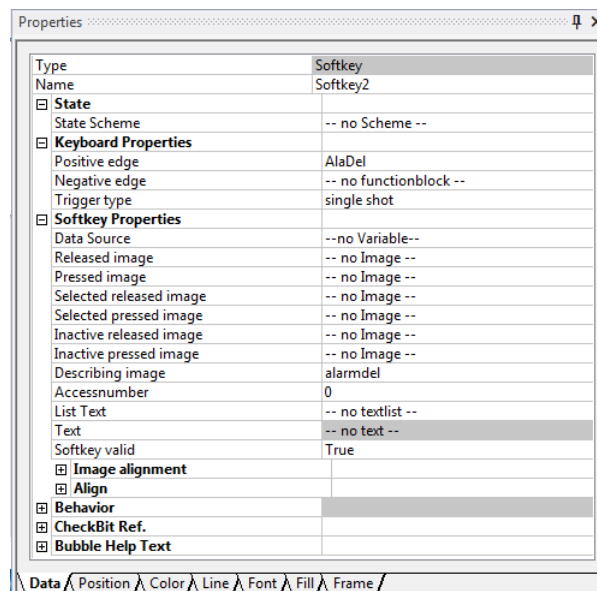 Properties
Type Softkey
Name Softkey2
State
State Scheme -- no Scheme --
Keyboard Properties
Positive edge AlaDel
Negative edge -- no functionblock --
Trigger type single shot
Softkey Properties
Data Source --no Variable--
Released image -- no Image --
Pressed image -- no Image --
Selected released image -- no Image --
Selected pressed image -- no Image --
Inactive released image -- no Image --
Inactive pressed image -- no Image --
Describing image alarmdel
Accessnumber 0
List Text -- no textlist --
Text -- no text --
Softkey valid True
Image alignment
Align
Behavior
CheckBit Ref.
Bubble Help Text
Data Position Color Line Font Fill Frame